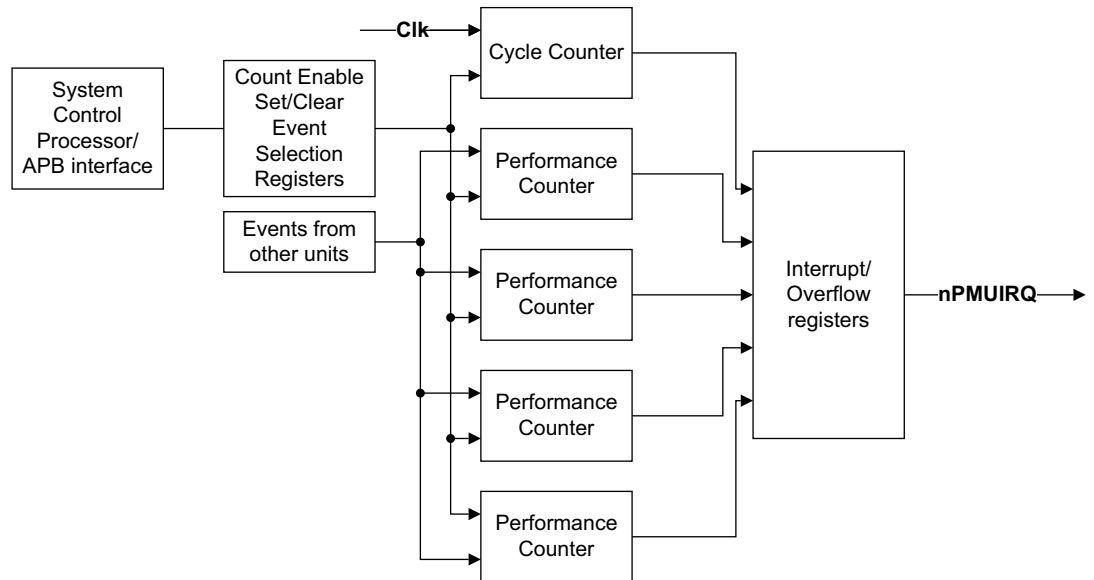 Clk
Cycle Counter
System
Control
Processor/
APB interface
Count Enable
Set/Clear
Event
Selection
Registers
Events from
other units
Performance
Counter
Performance
Counter
Performance
Counter
Performance
Counter
Interrupt/
Overflow
registers
nPMUIRQ